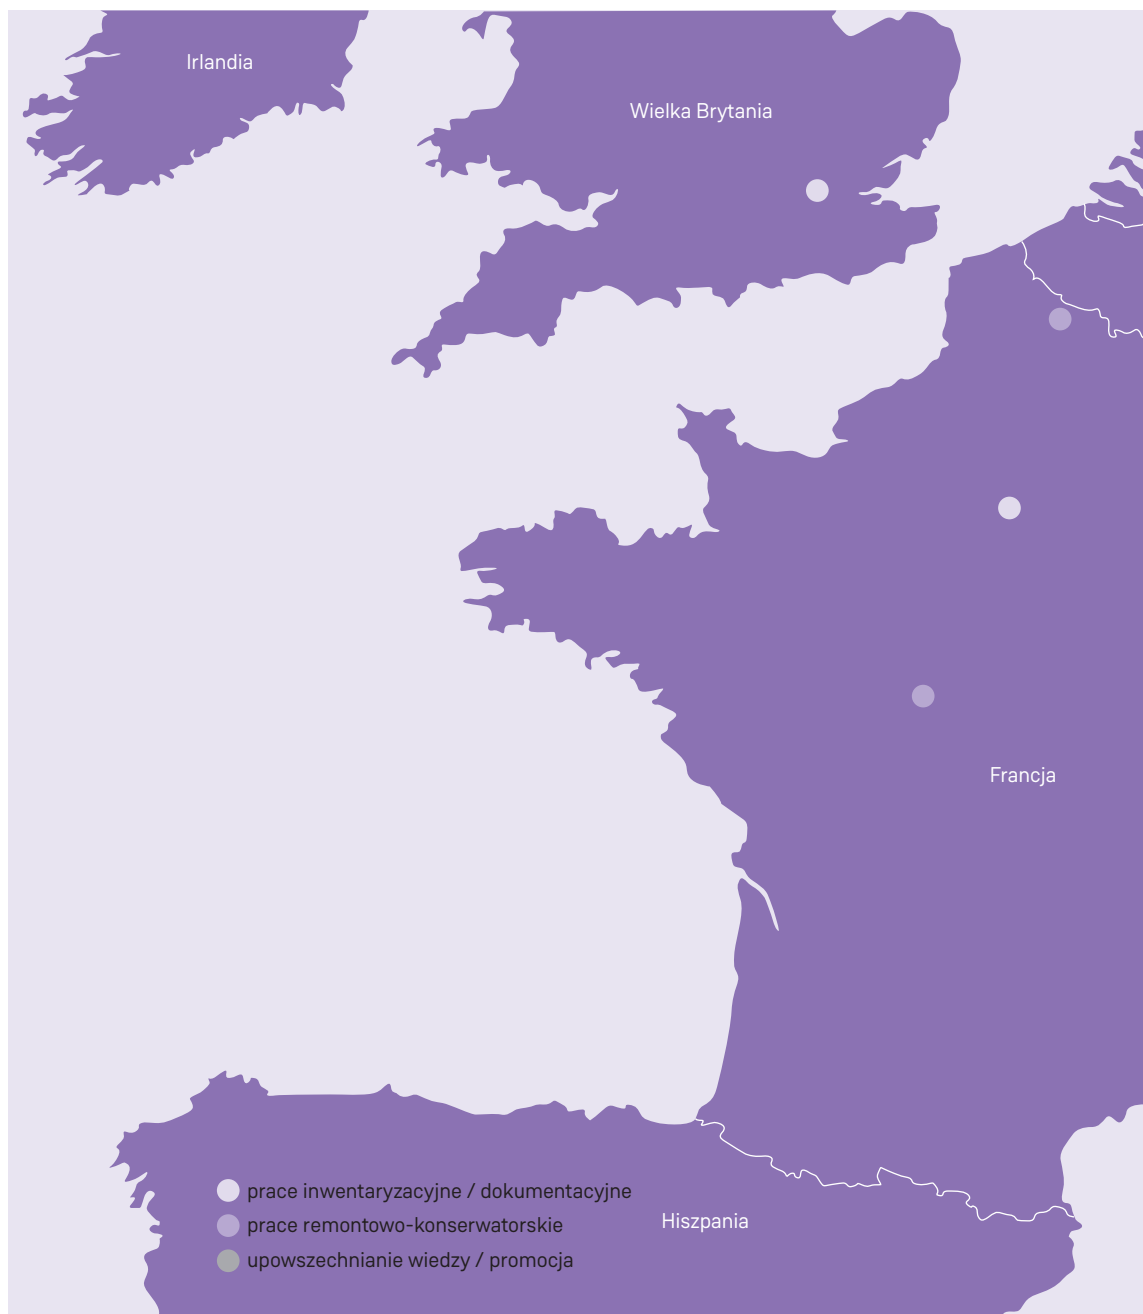 Irlandia
Wielka Brytania
Francja
prace inwentaryzacyjne / dokumentacyjne
prace remontowo-konserwatorskie
Hiszpania
upowszechnianie wiedzy / promocja